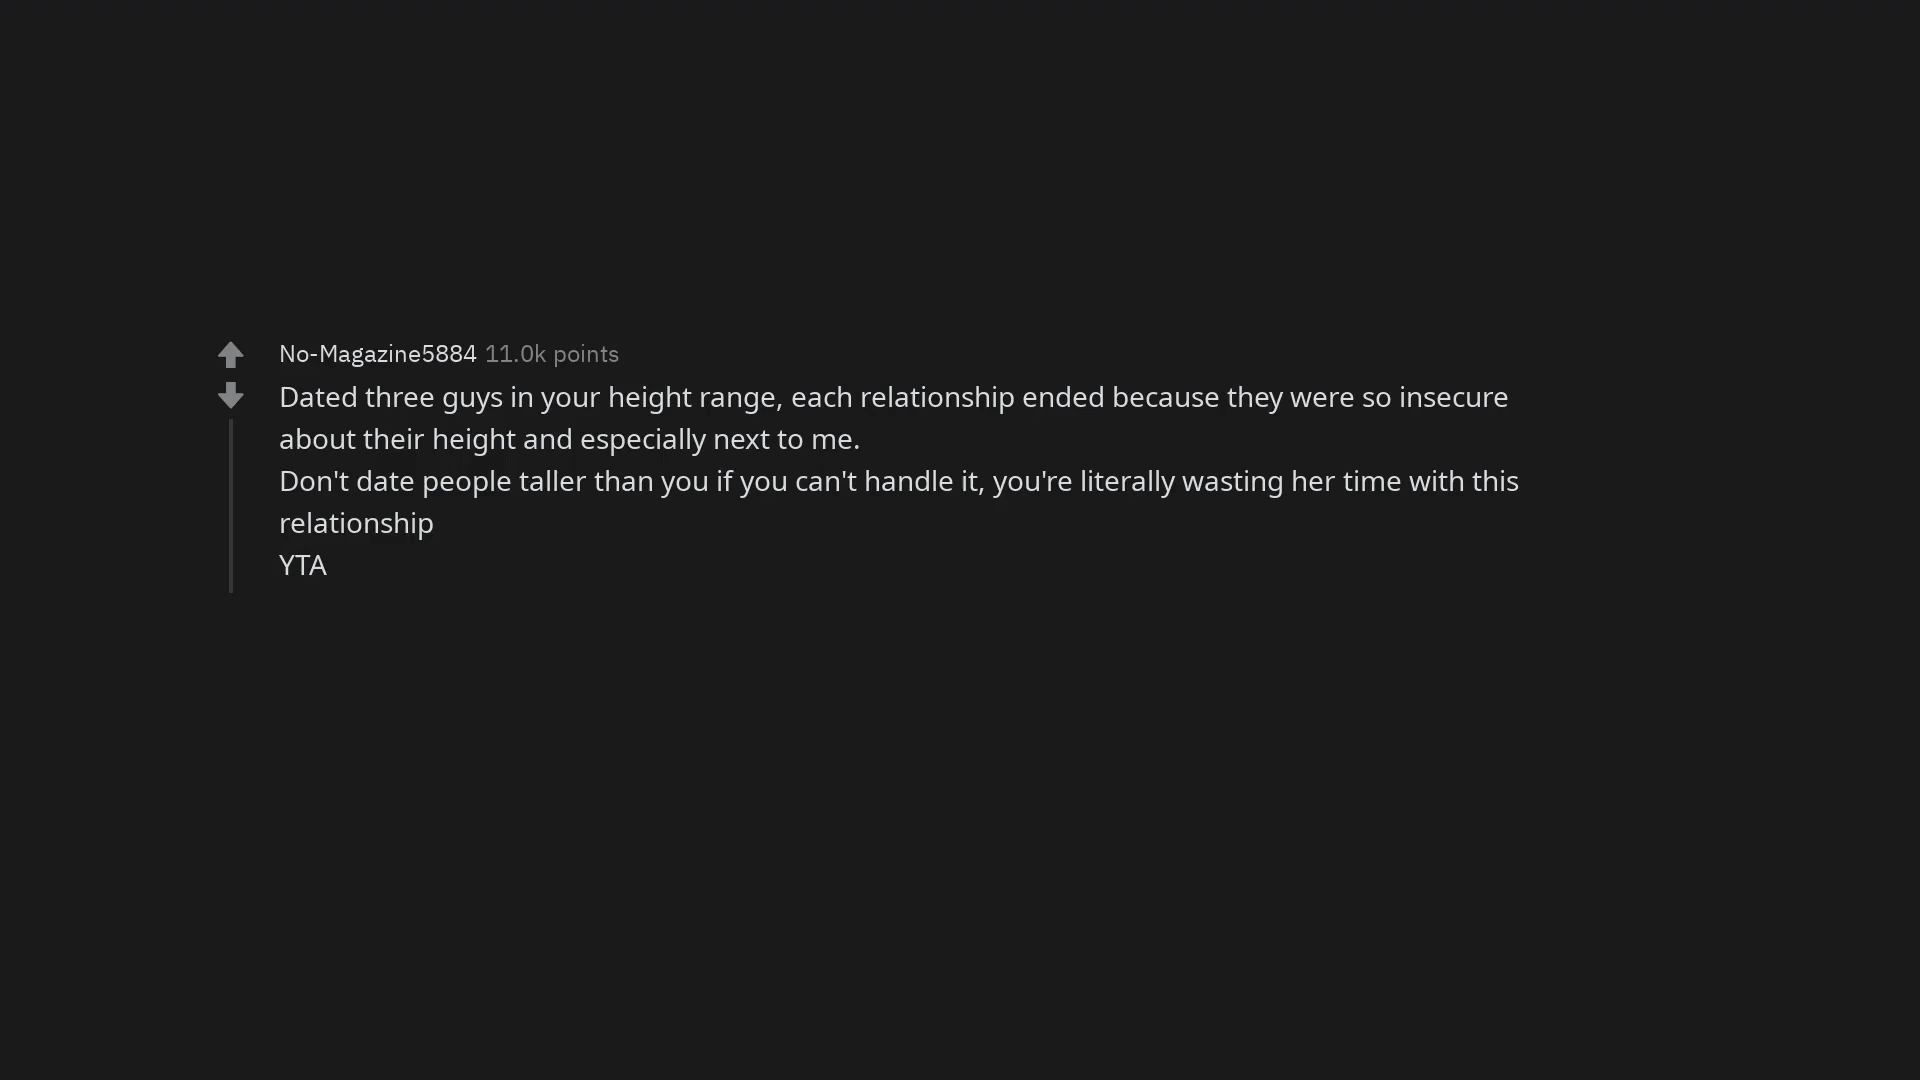 No-Magazine5884 11.0k points
Dated three guys in your height range, each relationship ended because they were so insecure
about their height and especially next to me.
Don't date people taller than you if you can't handle it, you're literally wasting her time with this
relationship
YTA